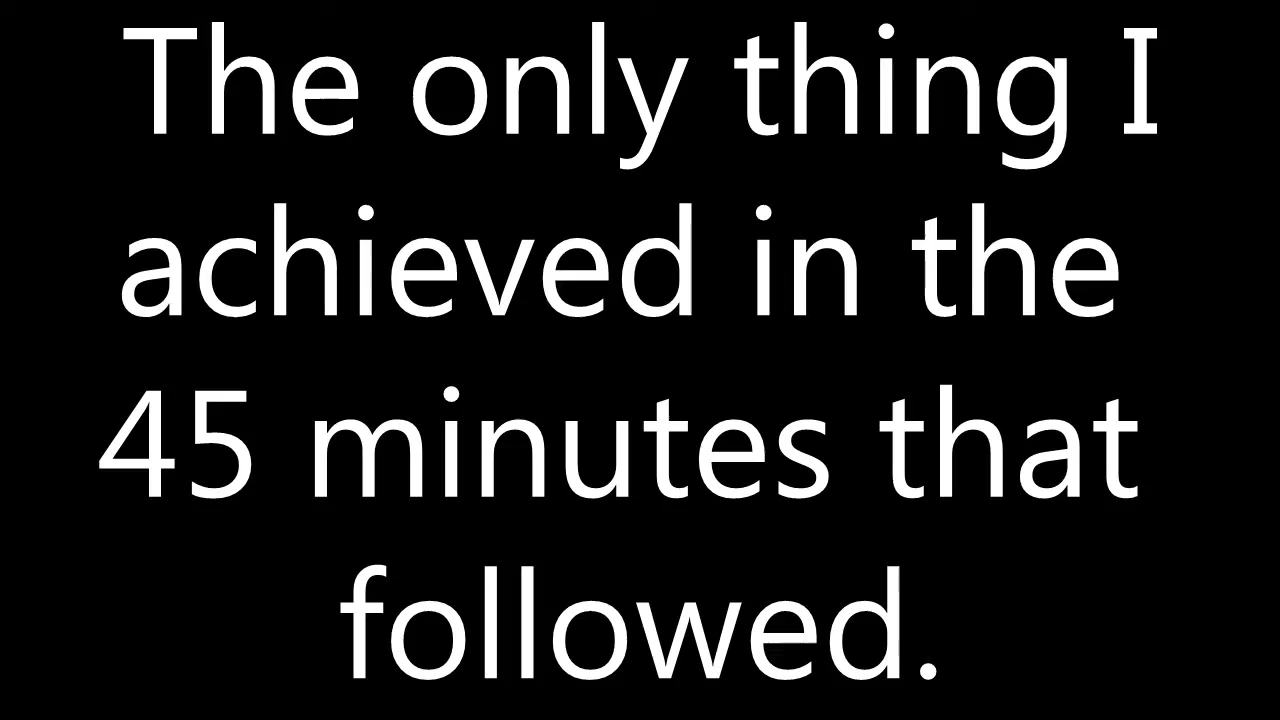 The only thing I
achieved in the
45 minutes that
followed.